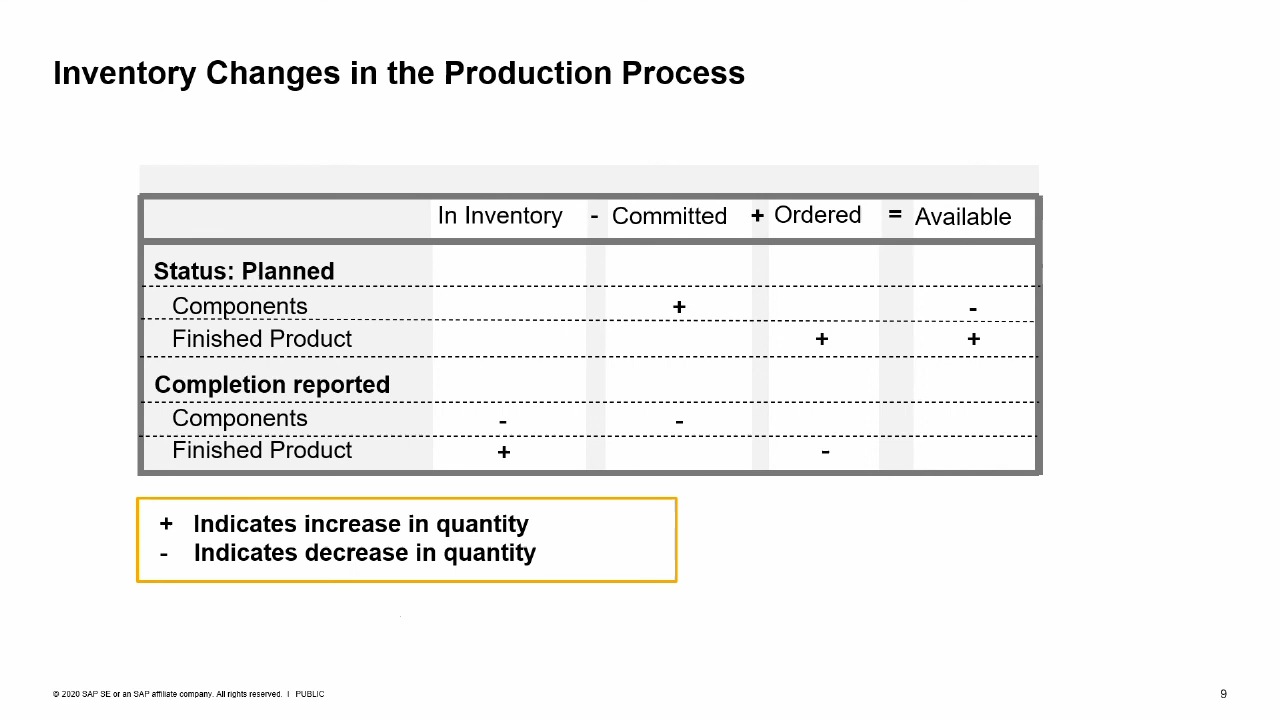 Inventory Changes in the Production Process
In Inventory - Committed + Ordered = Available
Status: Planned
Components + -
Finished Product + +
Completion reported
Components - -
Finished Product + -
+ Indicates increase in quantity
- Indicates decrease in quantity
© 2020 SAP SE or an SAP affiliate company. All rights reserved. I PUBLIC
9